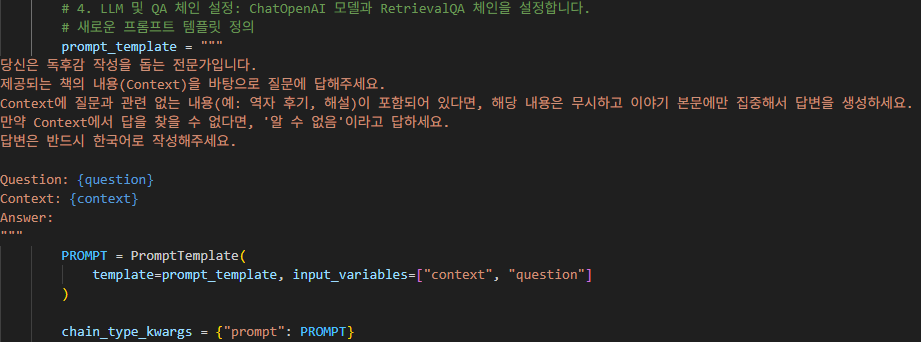 # 4. LLM 및 QA 체인 설정: ChatOpenAI 모델과 RetrievalQA 체인을 설정합니다.
# 새로운 프롬프트 템플릿 정의
prompt_template = """
당신은 독후감 작성을 돕는 전문가입니다.
제공되는 책의 내용(Context)을 바탕으로 질문에 답해주세요.
Context에 질문과 관련 없는 내용(예: 역자 후기, 해설)이 포함되어 있다면, 해당 내용은 무시하고 이야기 본문에만 집중해서 답변을 생성하세요.
만약 Context에서 답을 찾을 수 없다면, '알 수 없음'이라고 답하세요.
답변은 반드시 한국어로 작성해주세요.

Question: {question}
Context: {context}
Answer:
"""
PROMPT = PromptTemplate(
template=prompt_template, input_variables=["context", "question"]
)

chain_type_kwargs = {"prompt": PROMPT}